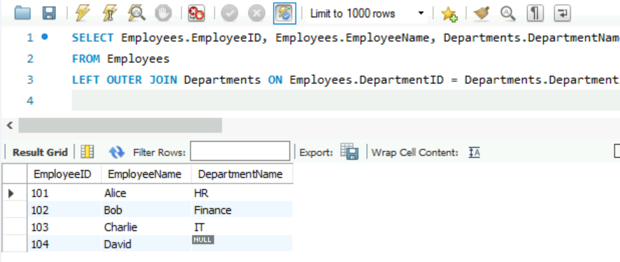 Limit to 1000 rows
1 SELECT Employees.EmployeeID, Employees.EmployeeName, Departments.DepartmentNam
2 FROM Employees
3 LEFT OUTER JOIN Departments ON Employees.DepartmentID = Departments.Department
4
Result Grid Filter Rows: Export: Wrap Cell Content:
EmployeeID EmployeeName DepartmentName
101 Alice HR
102 Bob Finance
103 Charlie IT
104 David NULL